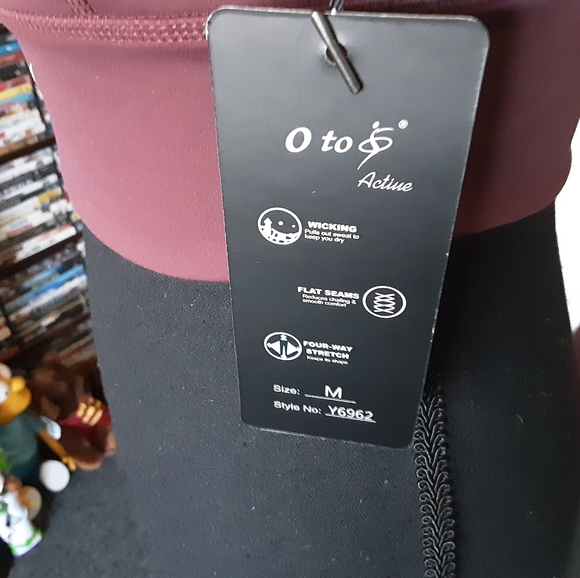 O to
®
Active
WICKING
Pulls out sweat to
keep you dry
FLAT SEAMS
Reduces chafing &
smooth comfort
FOUR-WAY
STRETCH
Keeps its shape
Size: M
Style No: Y6962